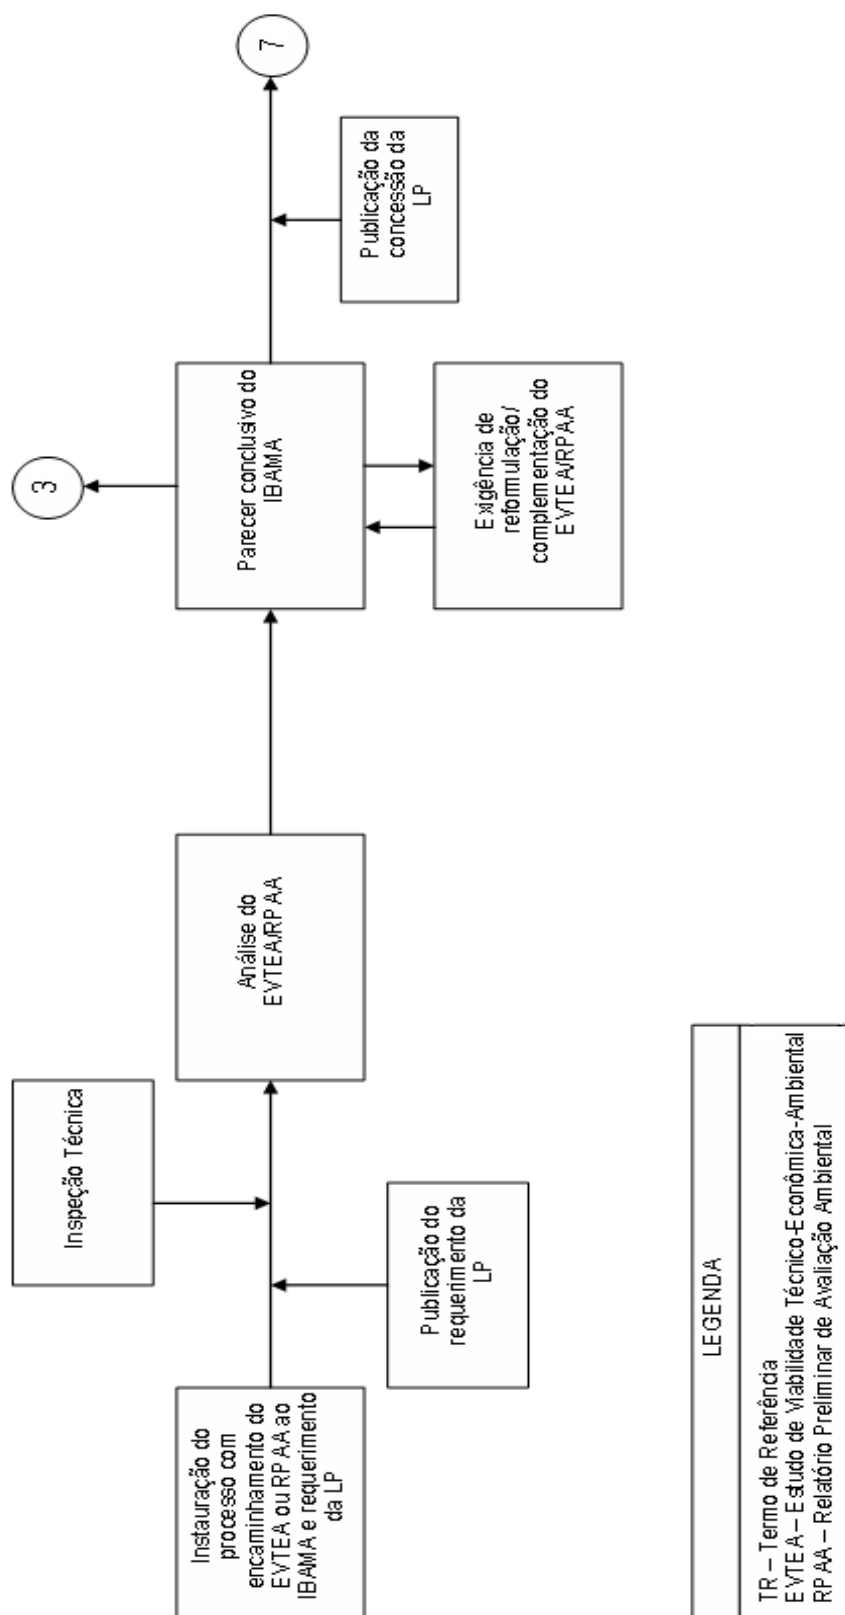 Instauração do
processo com
encaminhamento do
EVTEA ou RPAA ao
IBAMA e requerimento
da LP
Inspeção Técnica
Publicação do
requerimento da
LP
Análise do
EVTEA/RPAA
3
Parecer conclusivo do
IBAMA
Exigência de
reformulação/
complementação do
EVTEA/RPAA
Publicação da
concessão da
LP
7
LEGENDA
TR – Termo de Referência
EVTEA – Estudo de Viabilidade Técnico-Econômica-Ambiental
RPAA – Relatório Preliminar de Avaliação Ambiental